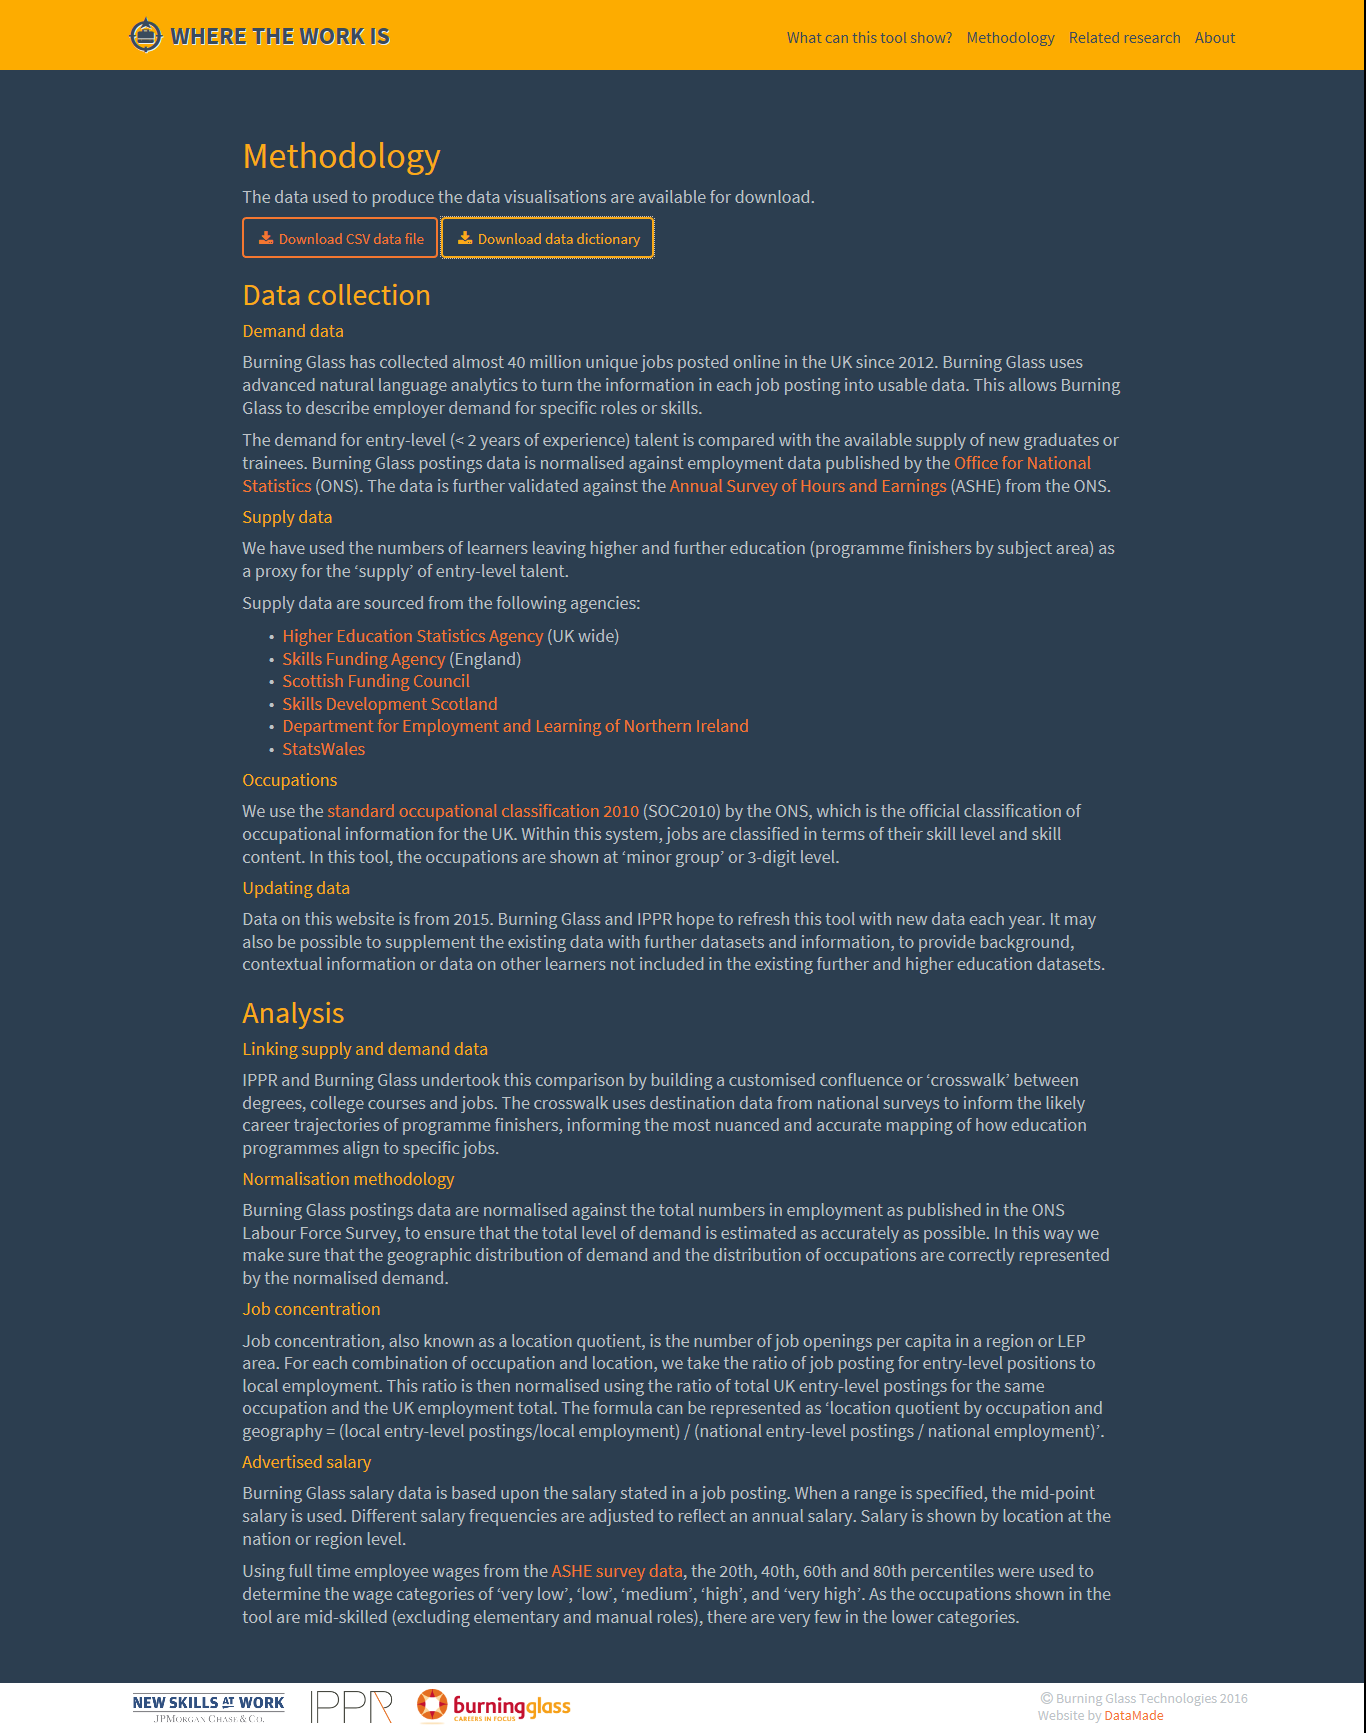 WHERE THE WORK IS
What can this tool show? Methodology Related research About
Methodology
The data used to produce the data visualisations are available for download.
Download CSV data file Download data dictionary
Data collection
Demand data
Burning Glass has collected almost 40 million unique jobs posted online in the UK since 2012. Burning Glass uses
advanced natural language analytics to turn the information in each job posting into usable data. This allows Burning
Glass to describe employer demand for specific roles or skills.
The demand for entry-level (< 2 years of experience) talent is compared with the available supply of new graduates or
trainees. Burning Glass postings data is normalised against employment data published by the Office for National
Statistics (ONS). The data is further validated against the Annual Survey of Hours and Earnings (ASHE) from the ONS.
Supply data
We have used the numbers of learners leaving higher and further education (programme finishers by subject area) as
a proxy for the ‘supply’ of entry-level talent.
Supply data are sourced from the following agencies:
• Higher Education Statistics Agency (UK wide)
• Skills Funding Agency (England)
• Scottish Funding Council
• Skills Development Scotland
• Department for Employment and Learning of Northern Ireland
• StatsWales
Occupations
We use the standard occupational classification 2010 (SOC2010) by the ONS, which is the official classification of
occupational information for the UK. Within this system, jobs are classified in terms of their skill level and skill
content. In this tool, the occupations are shown at ‘minor group’ or 3-digit level.
Updating data
Data on this website is from 2015. Burning Glass and IPPR hope to refresh this tool with new data each year. It may
also be possible to supplement the existing data with further datasets and information, to provide background,
contextual information or data on other learners not included in the existing further and higher education datasets.
Analysis
Linking supply and demand data
IPPR and Burning Glass undertook this comparison by building a customised confluence or ‘crosswalk’ between
degrees, college courses and jobs. The crosswalk uses destination data from national surveys to inform the likely
career trajectories of programme finishers, informing the most nuanced and accurate mapping of how education
programmes align to specific jobs.
Normalisation methodology
Burning Glass postings data are normalised against the total numbers in employment as published in the ONS
Labour Force Survey, to ensure that the total level of demand is estimated as accurately as possible. In this way we
make sure that the geographic distribution of demand and the distribution of occupations are correctly represented
by the normalised demand.
Job concentration
Job concentration, also known as a location quotient, is the number of job openings per capita in a region or LEP
area. For each combination of occupation and location, we take the ratio of job posting for entry-level positions to
local employment. This ratio is then normalised using the ratio of total UK entry-level postings for the same
occupation and the UK employment total. The formula can be represented as ‘location quotient by occupation and
geography = (local entry-level postings/local employment) / (national entry-level postings / national employment)’.
Advertised salary
Burning Glass salary data is based upon the salary stated in a job posting. When a range is specified, the mid-point
salary is used. Different salary frequencies are adjusted to reflect an annual salary. Salary is shown by location at the
nation or region level.
Using full time employee wages from the ASHE survey data, the 20th, 40th, 60th and 80th percentiles were used to
determine the wage categories of ‘very low’, ‘low’, ‘medium’, ‘high’, and ‘very high’. As the occupations shown in the
tool are mid-skilled (excluding elementary and manual roles), there are very few in the lower categories.
NEW SKILLS AT WORK
JPMORGAN CHASE & CO.
IPPR
burningglass
CAREERS IN FOCUS
© Burning Glass Technologies 2016
Website by DataMade